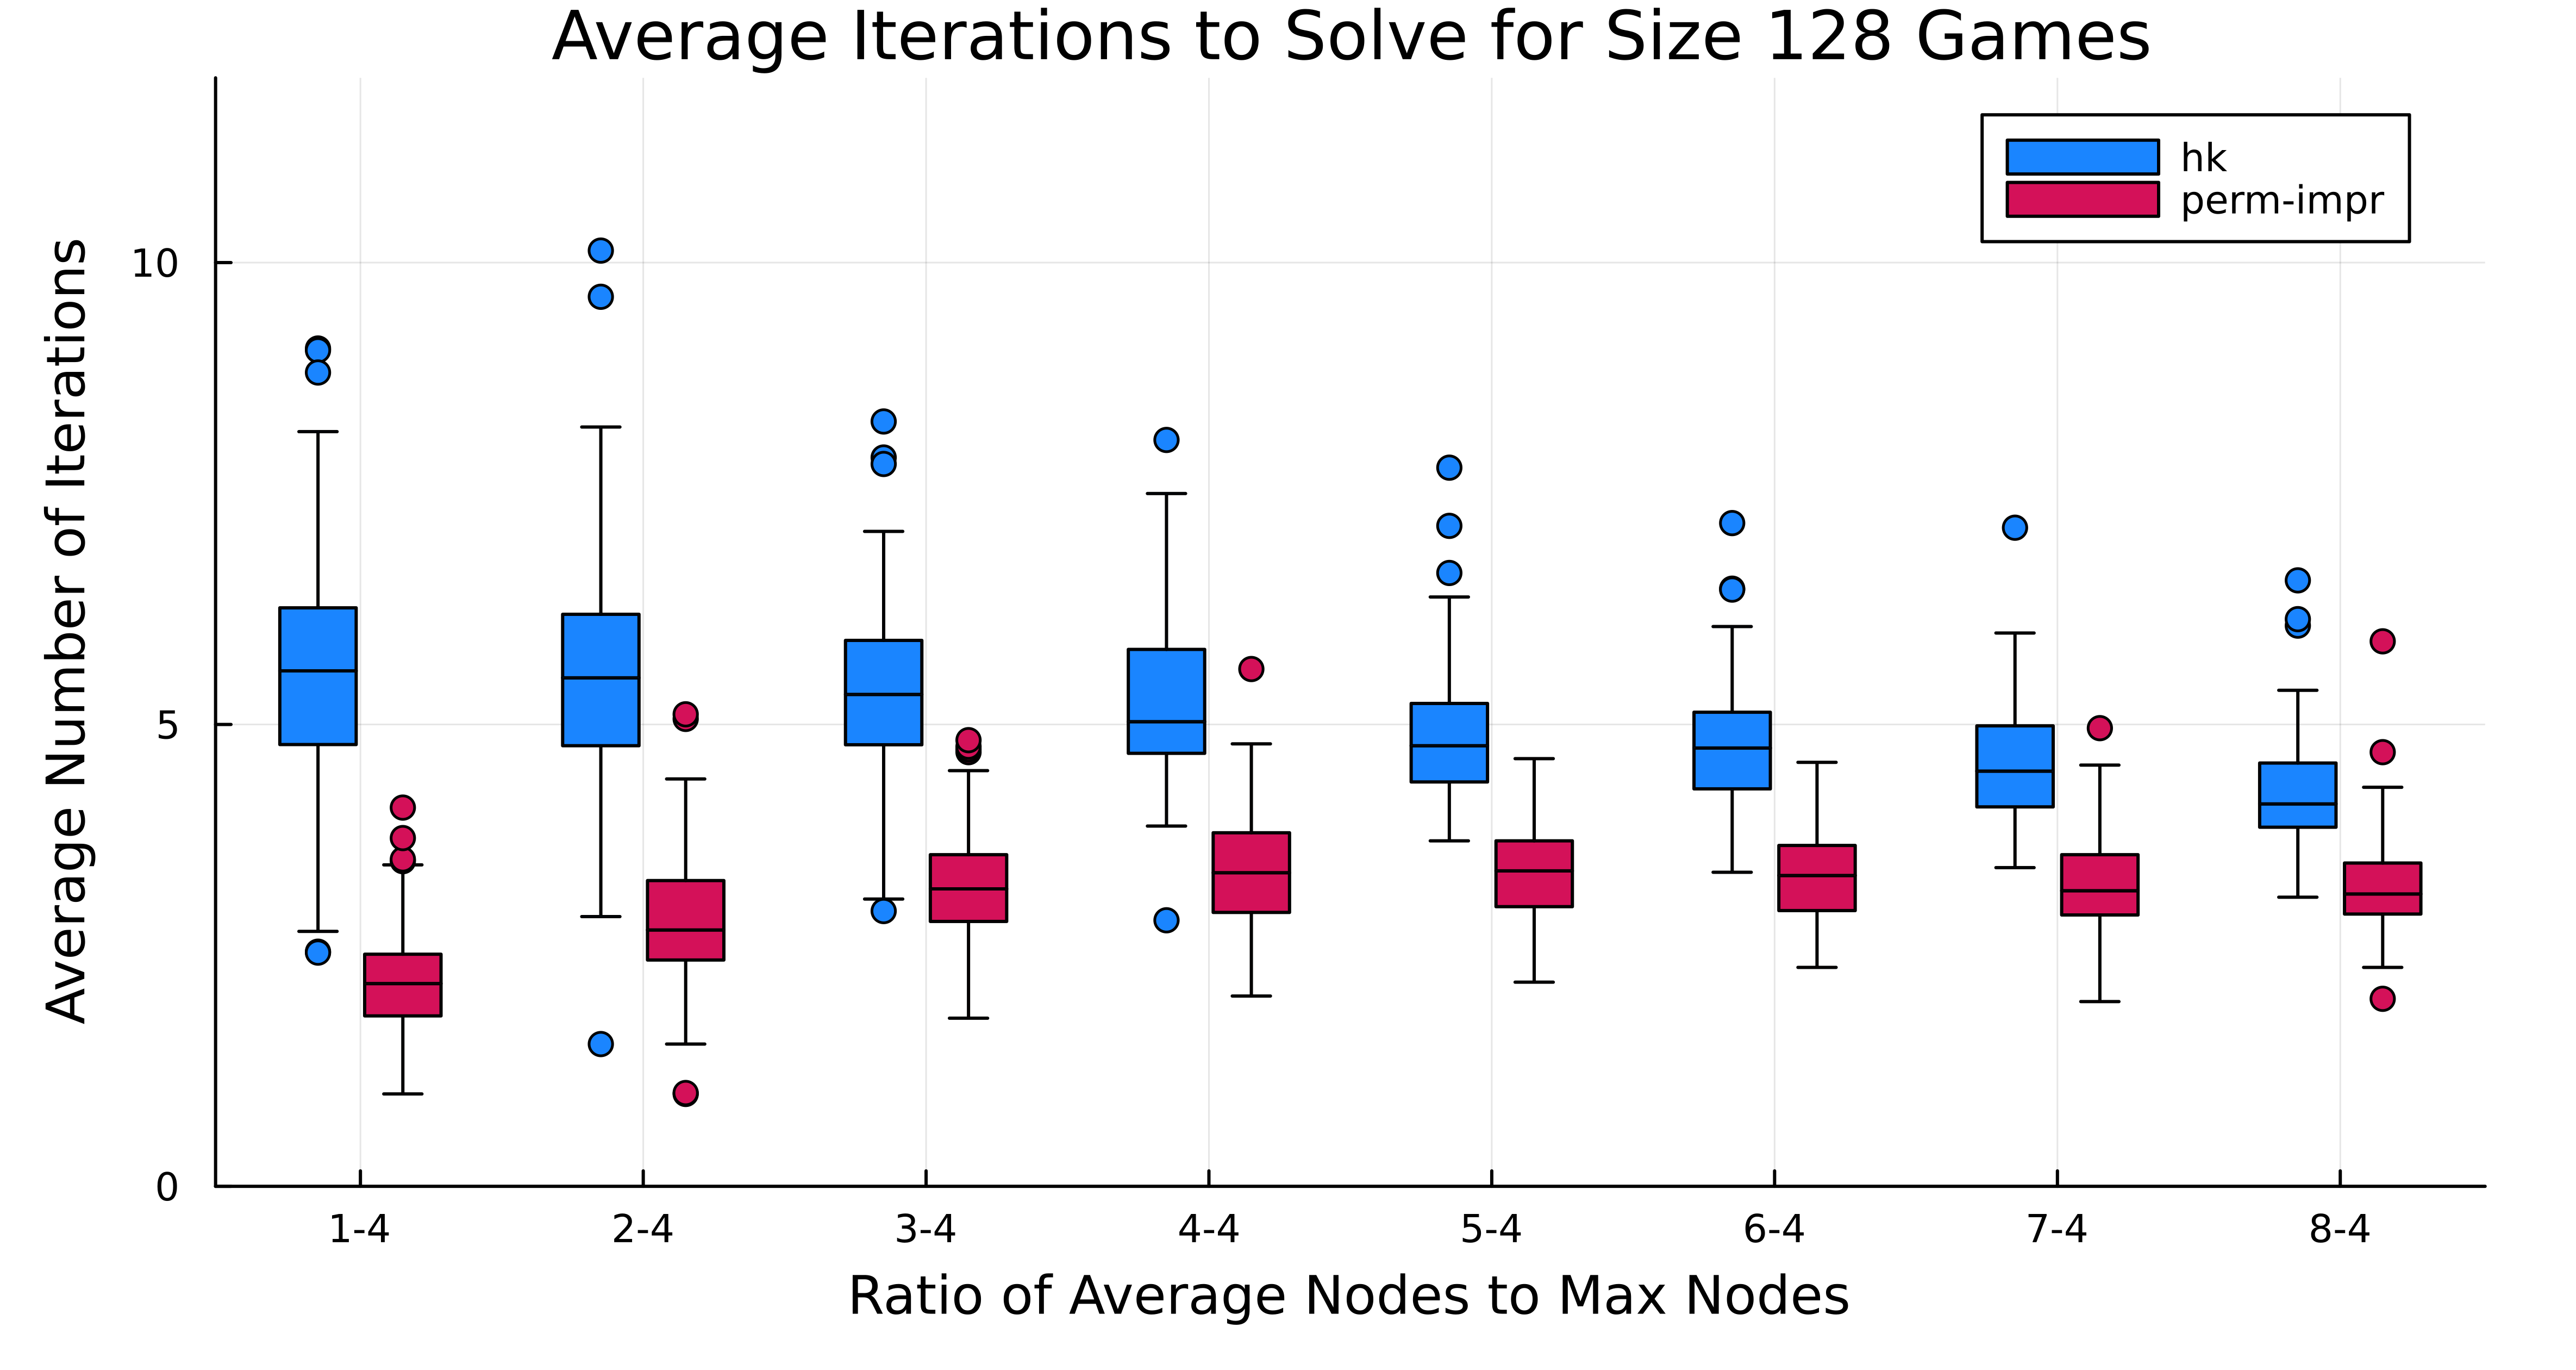 Average Iterations to Solve for Size 128 Games
hk
perm-impr
Average Number of Iterations
10
5
0
1-4 2-4 3-4 4-4 5-4 6-4 7-4 8-4
Ratio of Average Nodes to Max Nodes